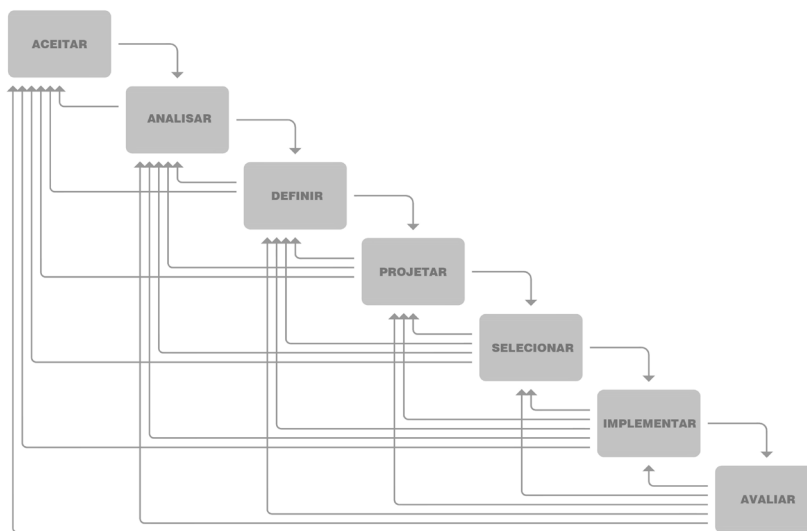 ACEITAR
ANALISAR
DEFINIR
PROJETAR
SELECIONAR
IMPLEMENTAR
AVALIAR